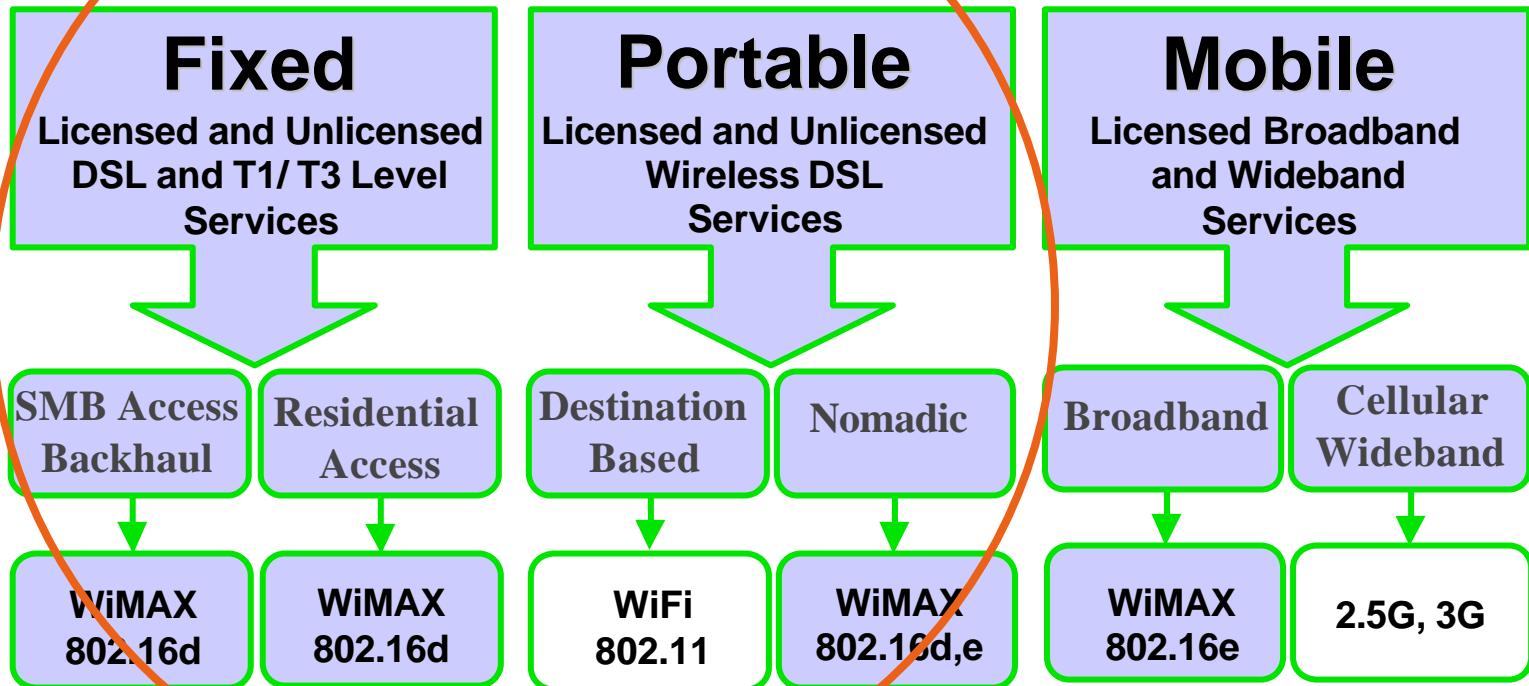 Fixed
Licensed and Unlicensed
DSL and T1/ T3 Level
Services
Portable
Licensed and Unlicensed
Wireless DSL
Services
Mobile
Licensed Broadband
and Wideband
Services
SMB Access
Backhaul
Residential
Access
Destination
Based
Nomadic
Broadband
Cellular
Wideband
WiMAX
802.16d
WiMAX
802.16d
WiFi
802.11
WiMAX
802.16d,e
WiMAX
802.16e
2.5G, 3G